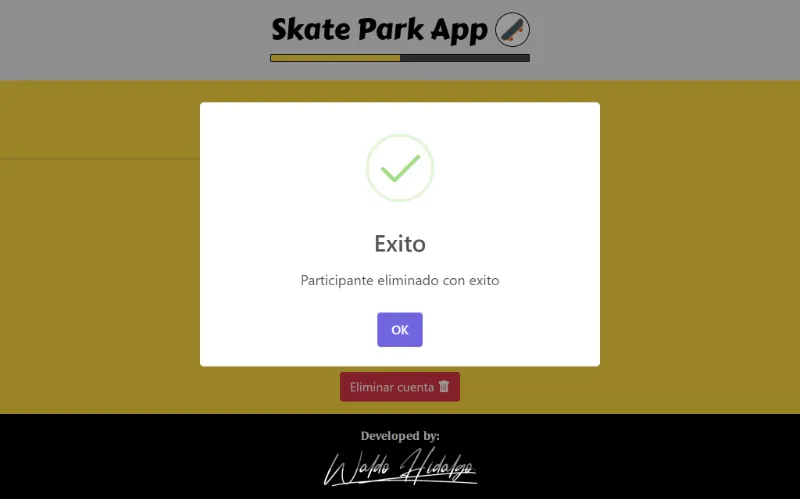 Skate Park App
Exito
Participante eliminado con exito
OK
Eliminar cuenta
Developed by:
Waldo Hidalgo